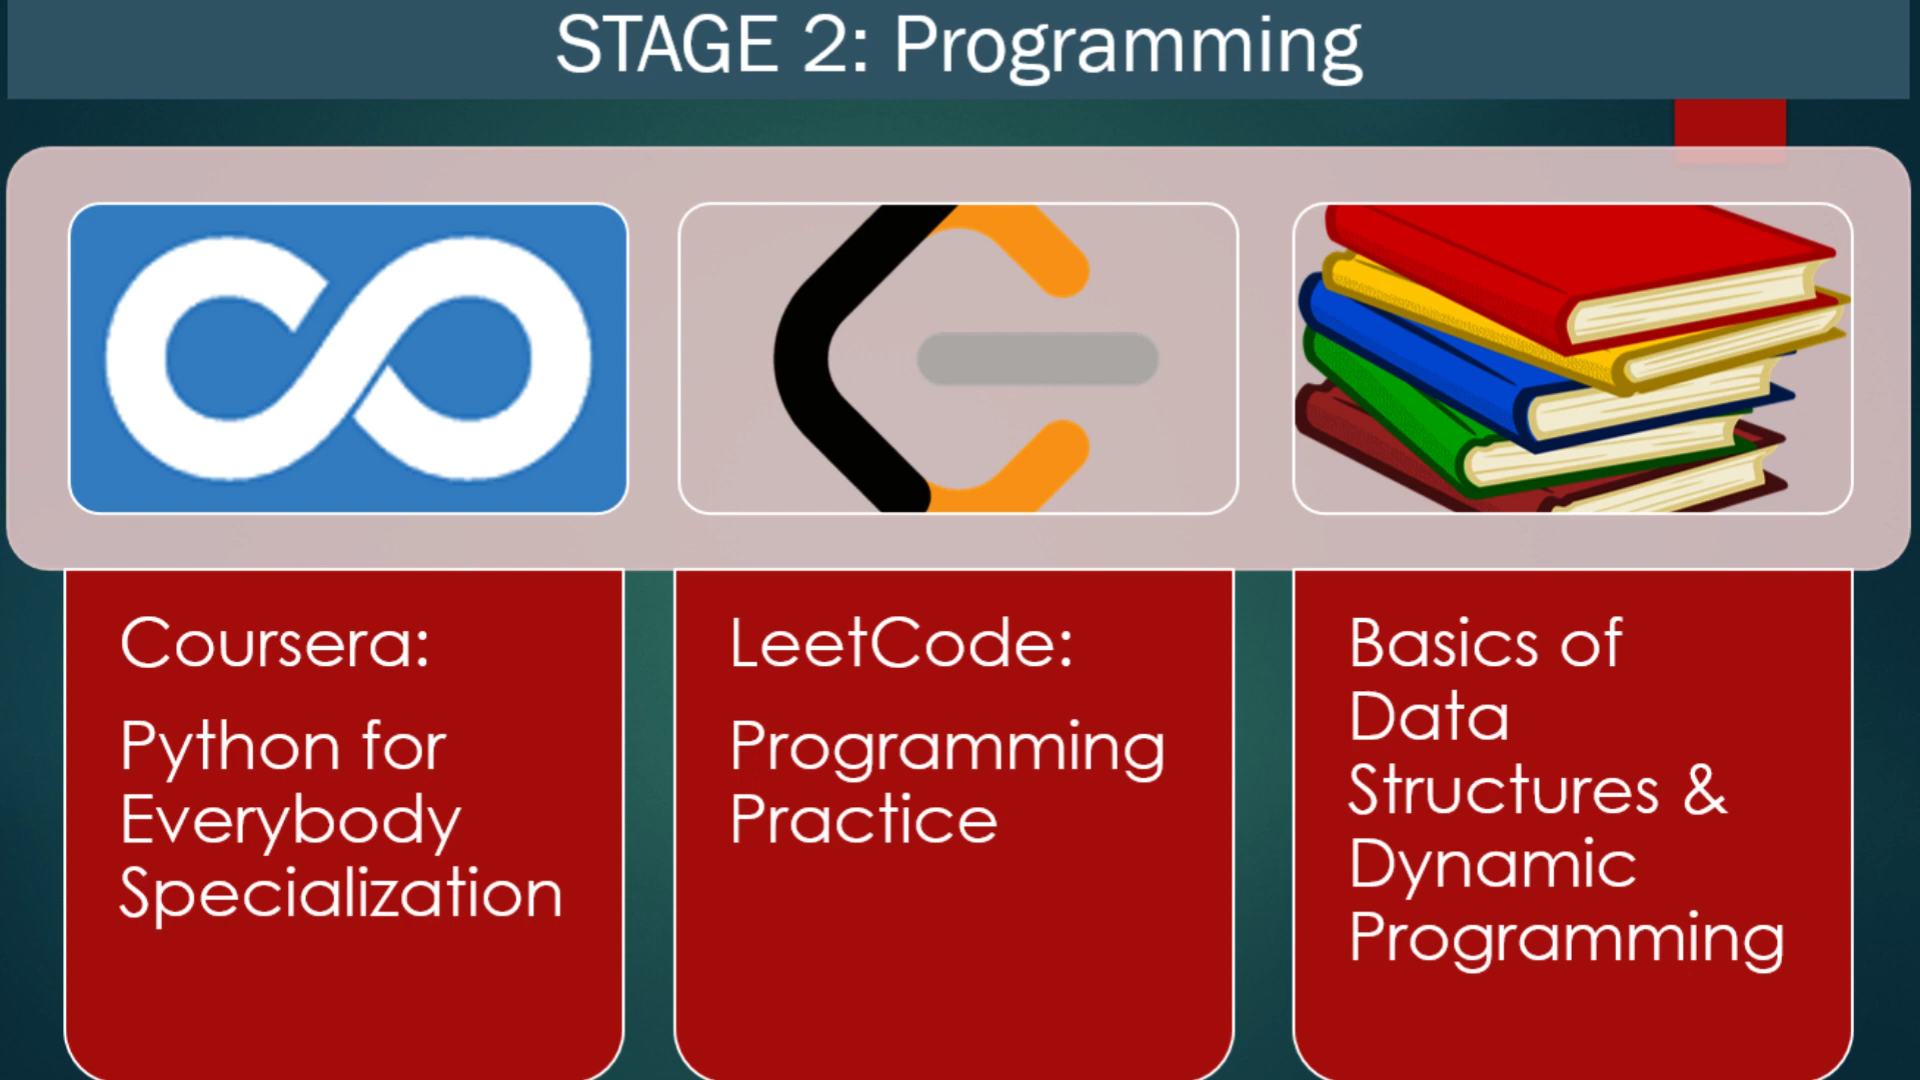 STAGE 2: Programming
Coursera:
Python for
Everybody
Specialization
LeetCode:
Programming
Practice
Basics of
Data
Structures &
Dynamic
Programming